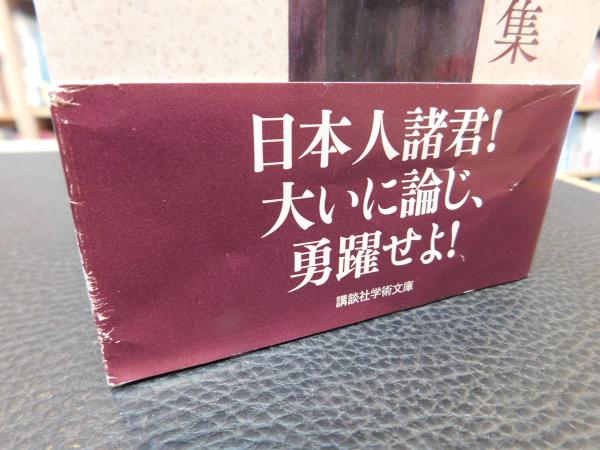 集
日本人諸君!
大いに論じ、
勇躍せよ!
講談社学術文庫